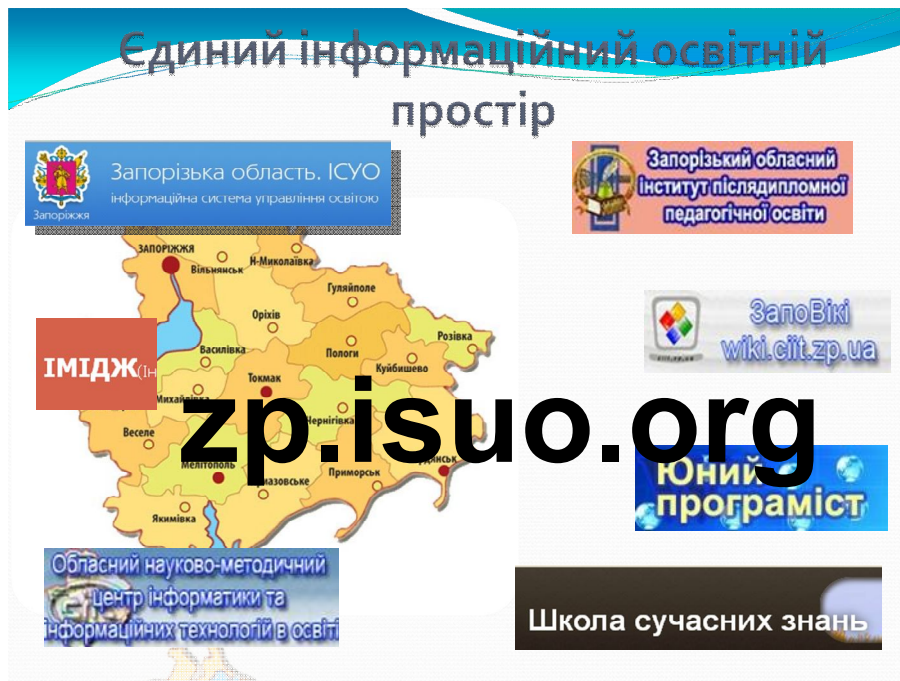 Єдиний інформаційний освітній
простір
Запорізька область. ІСУО
інформаційна система управління освітою
Запоріжжя
Запорізький обласний
інститут післядипломної
педагогічної освіти
ЗАПОРІЖЖЯ
Вільнянськ
Н-Миколаївка
Гуляйполе
Оріхів
ЗапоВікі
wiki.ciit.zp.ua
Розівка
Василівка
Пологи
Куйбишево
ІМІДЖ(Ін
Токмак
Михайлівка
Чернігівка
zp.isuo.org
Веселе
Мелітополь
Приморськ
Якимівка
Юний
програміст
Обласний науково-методичний
центр інформатики та
інформаційних технологій в освіті
Школа сучасних знань